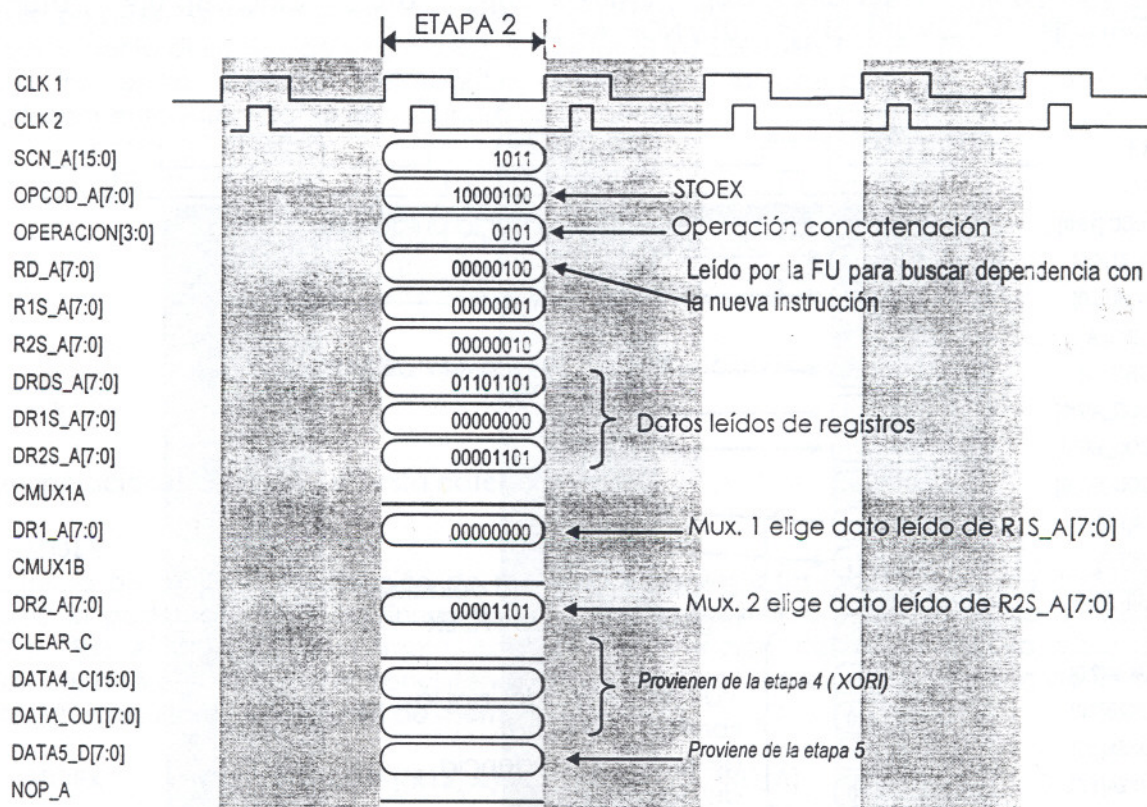 ETAPA 2
CLK 1
CLK 2
SCN_A[15:0] 1011
OPCOD_A[7:0] 10000100 STOEX
OPERACION[3:0] 0101 Operación concatenación
RD_A[7:0] 00000100 Leído por la FU para buscar dependencia con
la nueva instrucción
R1S_A[7:0] 00000001
R2S_A[7:0] 00000010
DRDS_A[7:0] 01101101
DR1S_A[7:0] 00000000 Datos leídos de registros
DR2S_A[7:0] 00001101
CMUX1A
DR1_A[7:0] 00000000 Mux. 1 elige dato leído de R1S_A[7:0]
CMUX1B
DR2_A[7:0] 00001101 Mux. 2 elige dato leído de R2S_A[7:0]
CLEAR_C
DATA4_C[15:0] Provienen de la etapa 4 ( XORI)
DATA_OUT[7:0]
DATA5_D[7:0] Proviene de la etapa 5
NOP_A